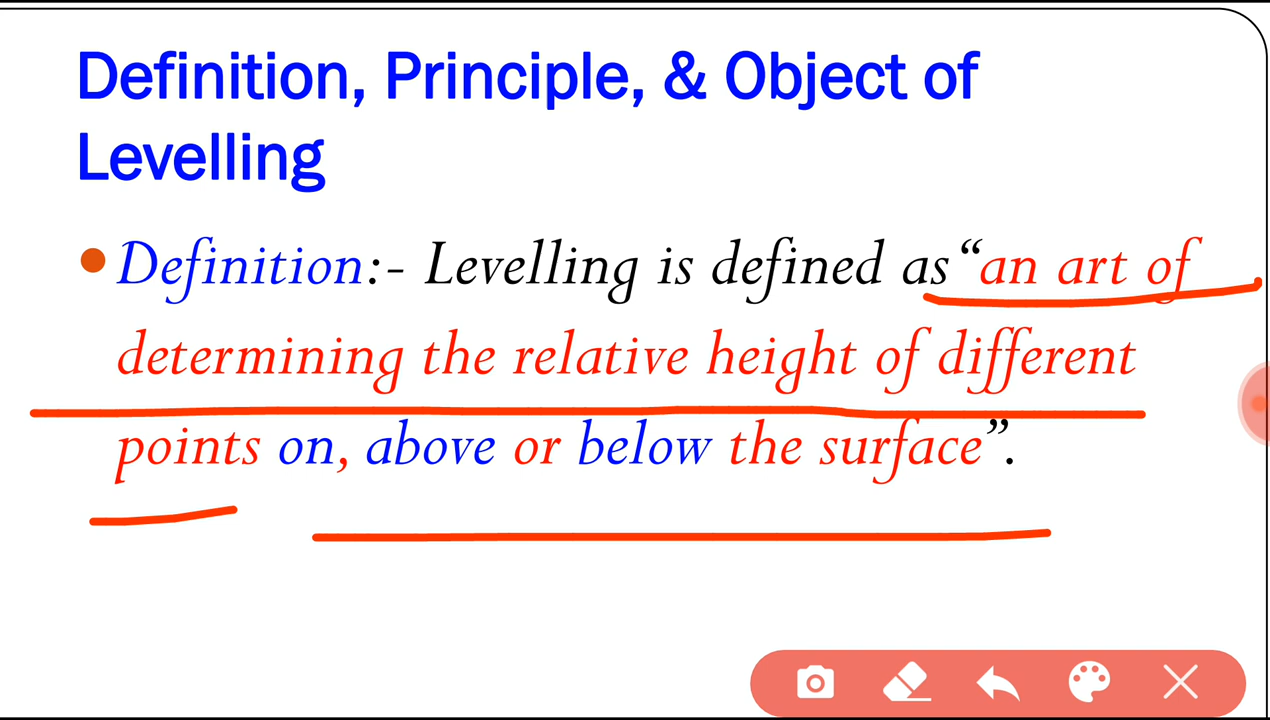 Definition, Principle, & Object of
Levelling
Definition:- Levelling is defined as “an art of
determining the relative height of different
points on, above or below the surface”.